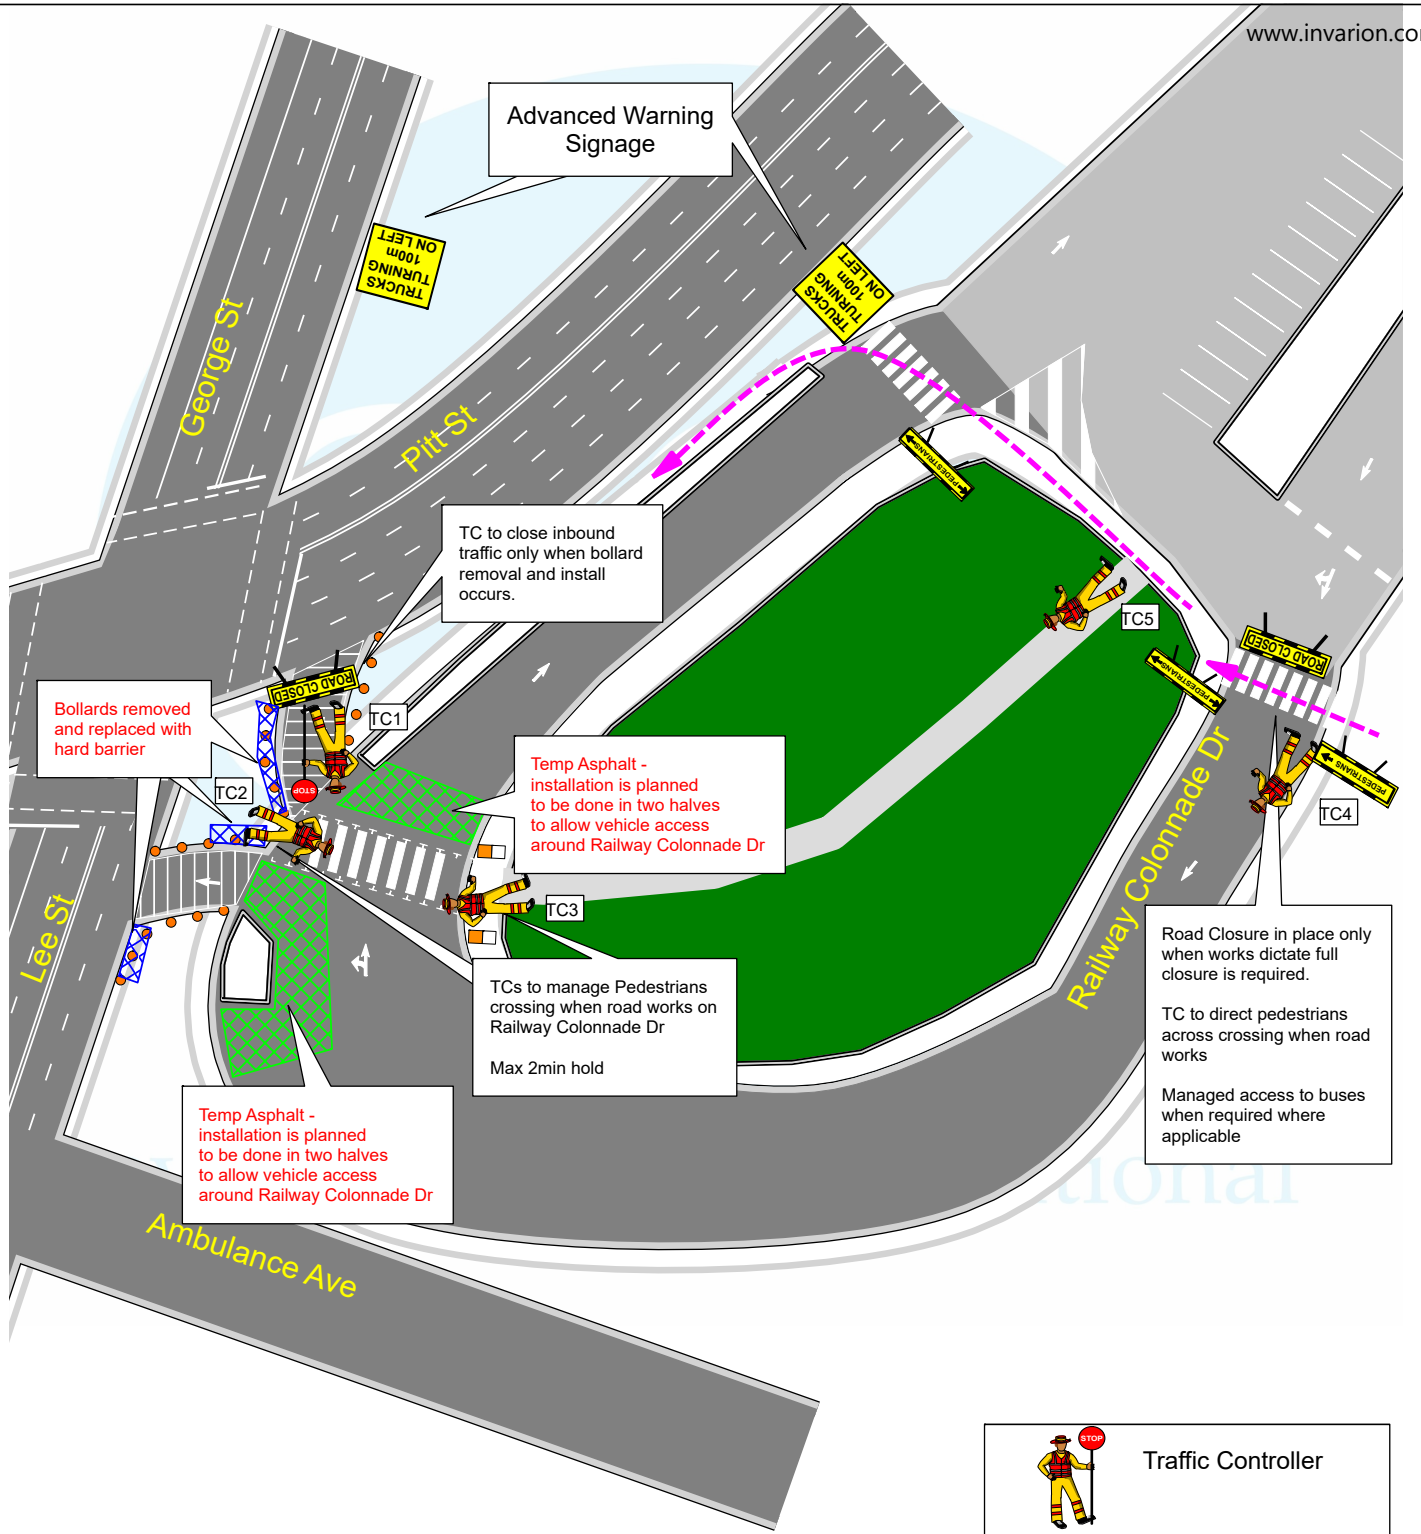 www.invarion.co
Advanced Warning
Signage
TRUCKS
TURNING
100m
ON LEFT
TRUCKS
TURNING
100m
ON LEFT
George St
Pitt St
TC to close inbound
traffic only when bollard
removal and install
occurs.
PEDESTRIANS
TC5
ROAD CLOSED
PEDESTRIANS
ROAD CLOSED
TC1
Bollards removed
and replaced with
hard barrier
STOP
TC2
Temp Asphalt -
installation is planned
to be done in two halves
to allow vehicle access
around Railway Colonnade Dr
PEDESTRIANS
TC4
Railway Colonnade Dr
TC3
Lee St
Road Closure in place only
when works dictate full
closure is required.
TC to direct pedestrians
across crossing when road
works
Managed access to buses
when required where
applicable
TCs to manage Pedestrians
crossing when road works on
Railway Colonnade Dr
Max 2min hold
Temp Asphalt -
installation is planned
to be done in two halves
to allow vehicle access
around Railway Colonnade Dr
Ambulance Ave
STOP
Traffic Controller